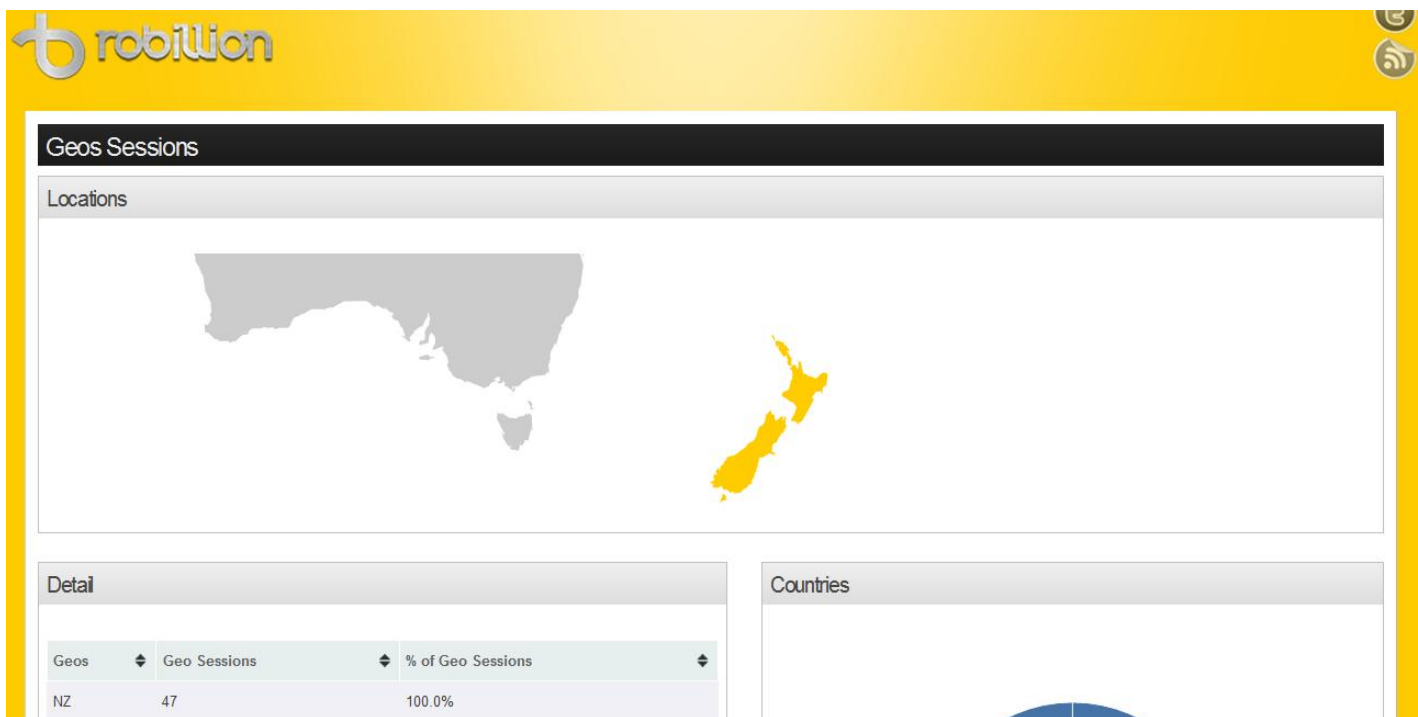 robillion
Geos Sessions
Locations
Detail
Countries
Geos Geo Sessions % of Geo Sessions
NZ 47 100.0%